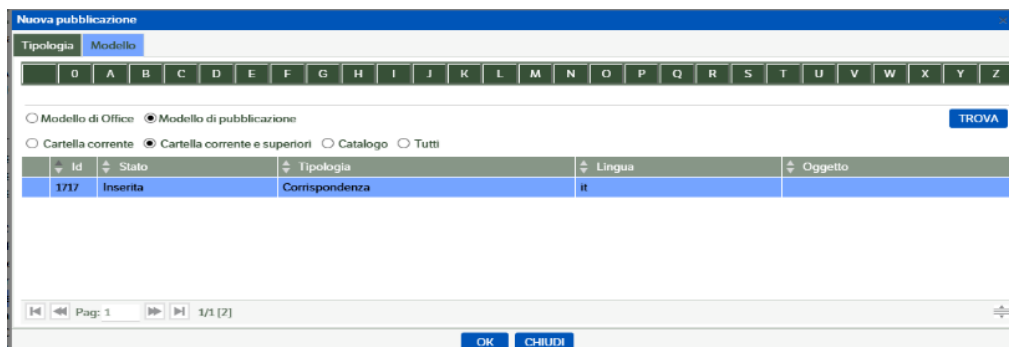 Nuova pubblicazione
Tipologia Modello
0 A B C D E F G H I J K L M N O P Q R S T U V W X Y Z
Modello di Office Modello di pubblicazione TROVA
Cartella corrente Cartella corrente e superiori Catalogo Tutti
Id Stato Tipologia Lingua Oggetto
1717 Inserita Corrispondenza it
Pag: 1 1/1 [2]
OK CHIUDI